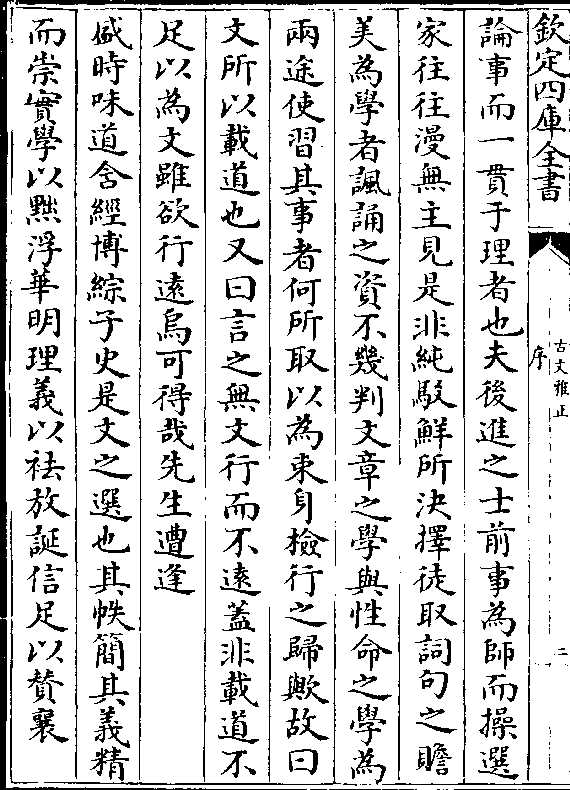 欽定四庫全書
古文雅正
序
二
論事而一貫于理者也夫後進之士前事為師而操選
家往往漫無主見是非純駁鮮所決擇徒取詞句之瞻
美為學者諷誦之資不幾判文章之學與性命之學為
兩途使習其事者何所取以為束身檢行之歸歟故曰
文所以載道也又曰言之無文行而不遠蓋非載道不
足以為文雖欲行遠烏可得哉先生遭逢
盛時味道含經博綜子史是文之選也其帙簡其義精
而崇實學以黜浮華明理義以祛放誕信足以贊襄